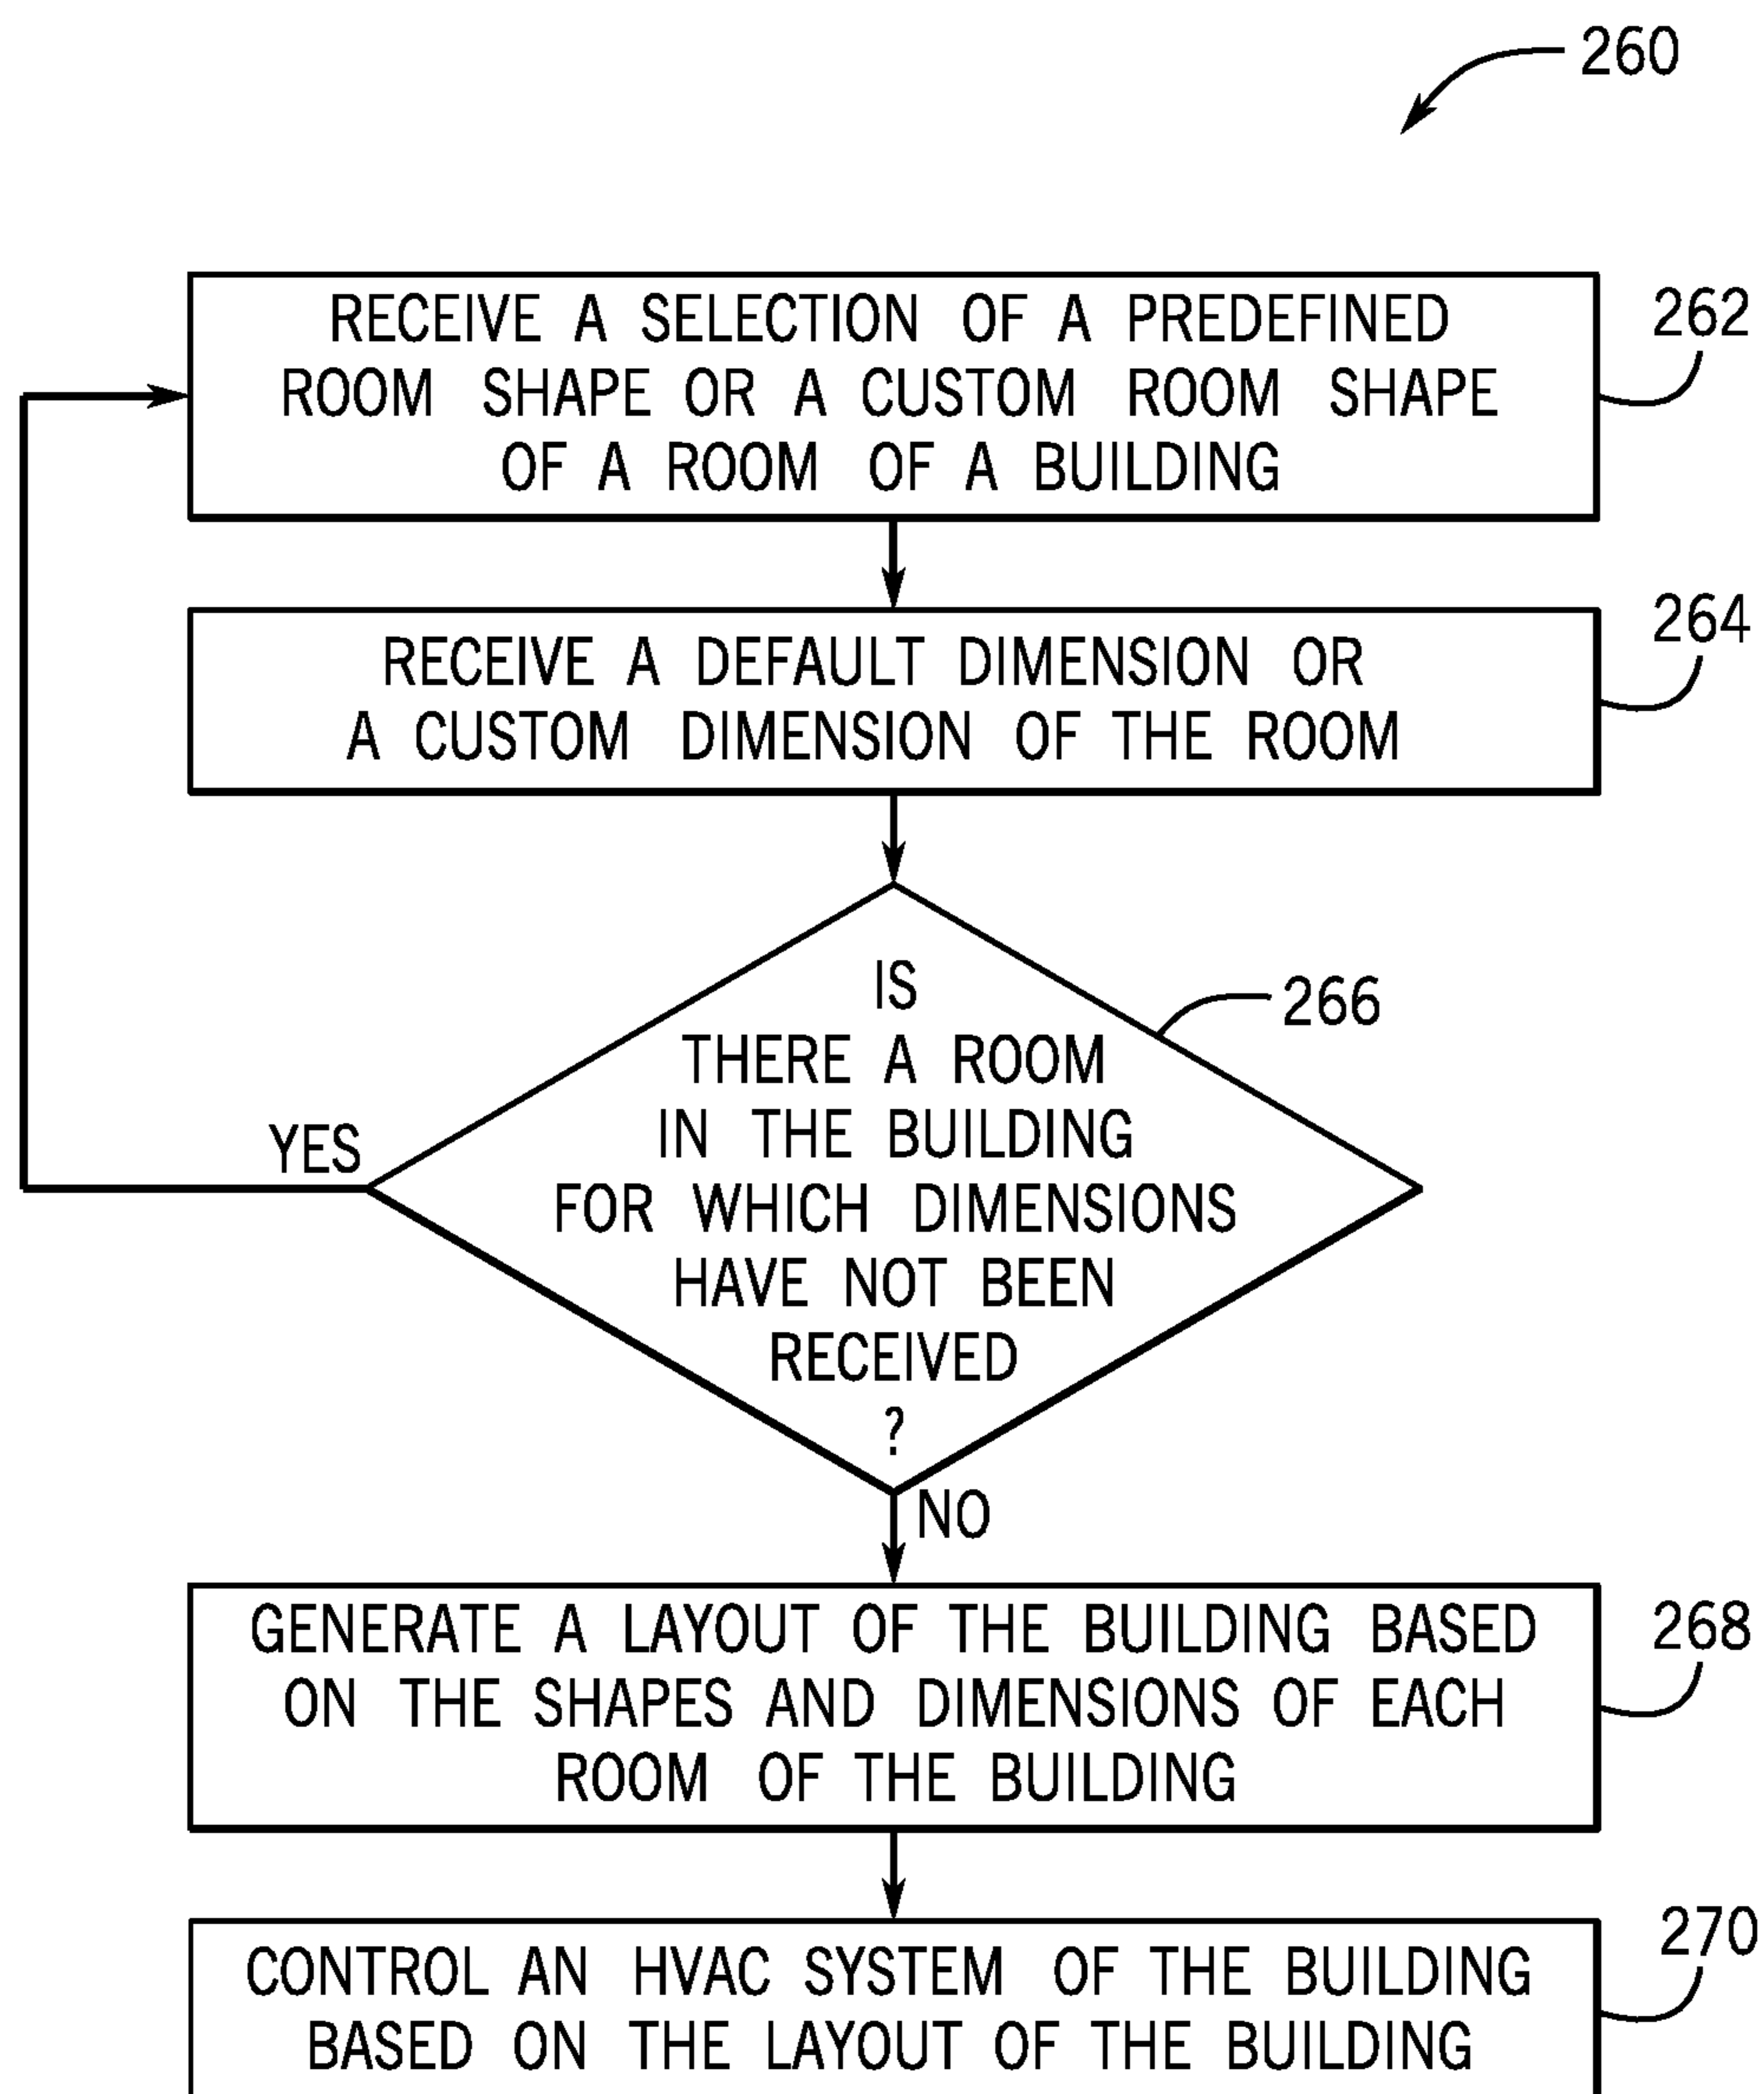 260
RECEIVE A SELECTION OF A PREDEFINED
ROOM SHAPE OR A CUSTOM ROOM SHAPE
OF A ROOM OF A BUILDING
262
RECEIVE A DEFAULT DIMENSION OR
A CUSTOM DIMENSION OF THE ROOM
264
IS
THERE A ROOM
IN THE BUILDING
FOR WHICH DIMENSIONS
HAVE NOT BEEN
RECEIVED
?
266
YES
NO
GENERATE A LAYOUT OF THE BUILDING BASED
ON THE SHAPES AND DIMENSIONS OF EACH
ROOM OF THE BUILDING
268
CONTROL AN HVAC SYSTEM OF THE BUILDING
BASED ON THE LAYOUT OF THE BUILDING
270